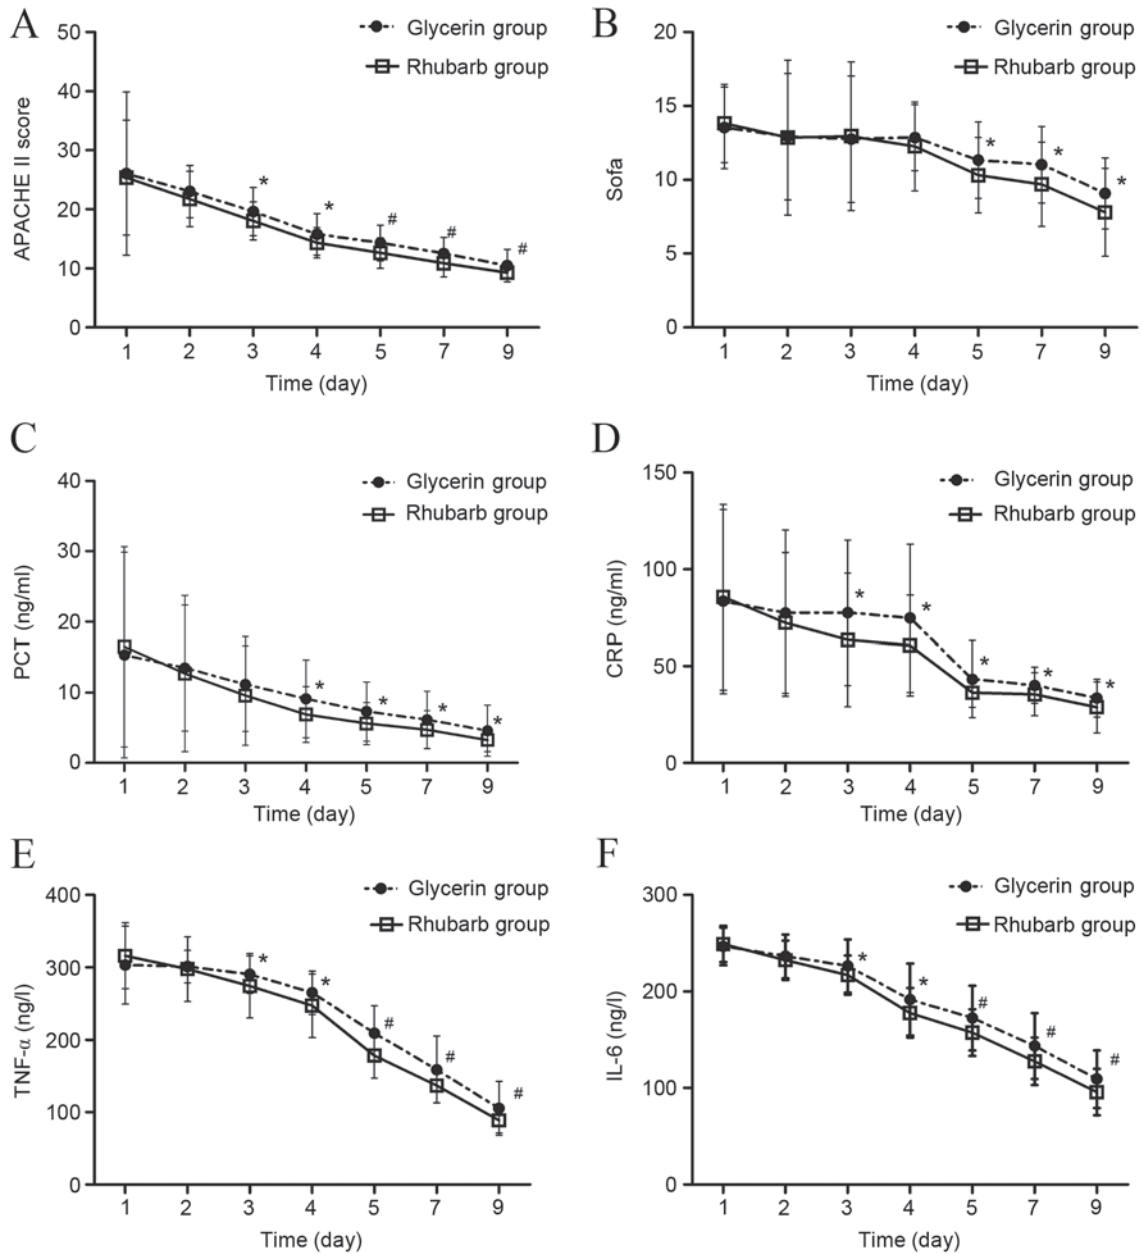 A
50
40
30
20
10
0
APACHE II score
Glycerin group
Rhubarb group
*
*
#
#
#
1 2 3 4 5 7 9
Time (day)
B
20
15
10
5
0
Sofa
Glycerin group
Rhubarb group
*
*
*
1 2 3 4 5 7 9
Time (day)
C
40
30
20
10
0
PCT (ng/ml)
Glycerin group
Rhubarb group
*
*
*
*
1 2 3 4 5 7 9
Time (day)
D
150
100
50
0
CRP (ng/ml)
Glycerin group
Rhubarb group
*
*
*
*
*
1 2 3 4 5 7 9
Time (day)
E
400
300
200
100
0
TNF-α (ng/l)
Glycerin group
Rhubarb group
*
*
#
#
#
1 2 3 4 5 7 9
Time (day)
F
300
200
100
0
IL-6 (ng/l)
Glycerin group
Rhubarb group
*
*
#
#
#
1 2 3 4 5 7 9
Time (day)